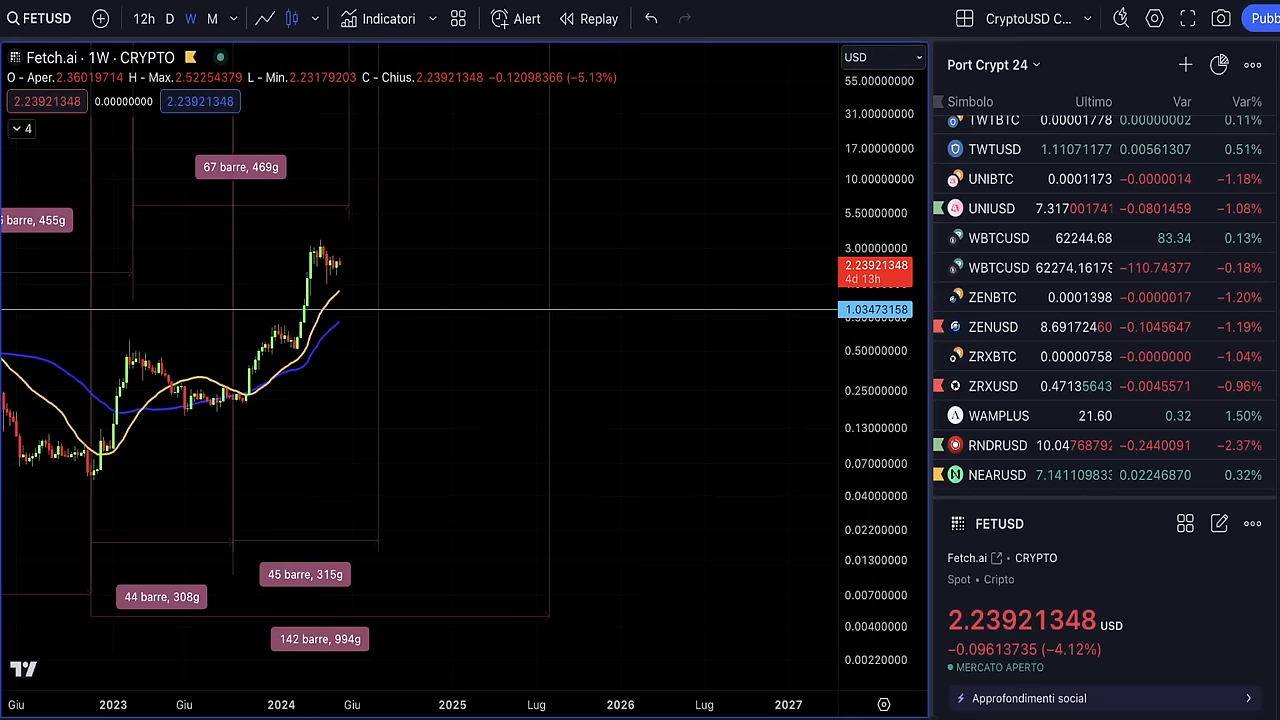 FETUSD 12h D W M Indicatori Alert Replay CryptoUSD C... Pubb
Fetch.ai · 1W · CRYPTO
O - Aper.2.36019714 H - Max.2.52254379 L - Min.2.23179203 C - Chius.2.23921348 −0.12098366 (−5.13%)
2.23921348 0.00000000 2.23921348
4
67 barre, 469g
barre, 455g
45 barre, 315g
44 barre, 308g
142 barre, 994g
USD
55.00000000
31.00000000
17.00000000
10.00000000
5.50000000
3.00000000
2.23921348
4d 13h
1.03473158
0.50000000
0.25000000
0.13000000
0.07000000
0.04000000
0.02200000
0.01300000
0.00700000
0.00400000
0.00220000
Giu 2023 Giu 2024 Giu 2025 Lug 2026 Lug 2027
Port Crypt 24
Simbolo Ultimo Var Var%
TWTBTC 0.00001778 0.00000002 0.11%
TWTUSD 1.11071177 0.00561307 0.51%
UNIBTC 0.0001173 −0.0000014 −1.18%
UNIUSD 7.317001741 −0.0801459 −1.08%
WBTCUSD 62244.68 83.34 0.13%
WBTCUSD 62274.16179 −110.74377 −0.18%
ZENBTC 0.0001398 −0.0000017 −1.20%
ZENUSD 8.69172460 −0.1045647 −1.19%
ZRXBTC 0.00000758 −0.0000000 −1.04%
ZRXUSD 0.47135643 −0.0045571 −0.96%
WAMPLUS 21.60 0.32 1.50%
RNDRUSD 10.04768792 −0.2440091 −2.37%
NEARUSD 7.141109833 0.02246870 0.32%
FETUSD
Fetch.ai · CRYPTO
Spot · Cripto
2.23921348 USD
−0.09613735 (−4.12%)
MERCATO APERTO
Approfondimenti social